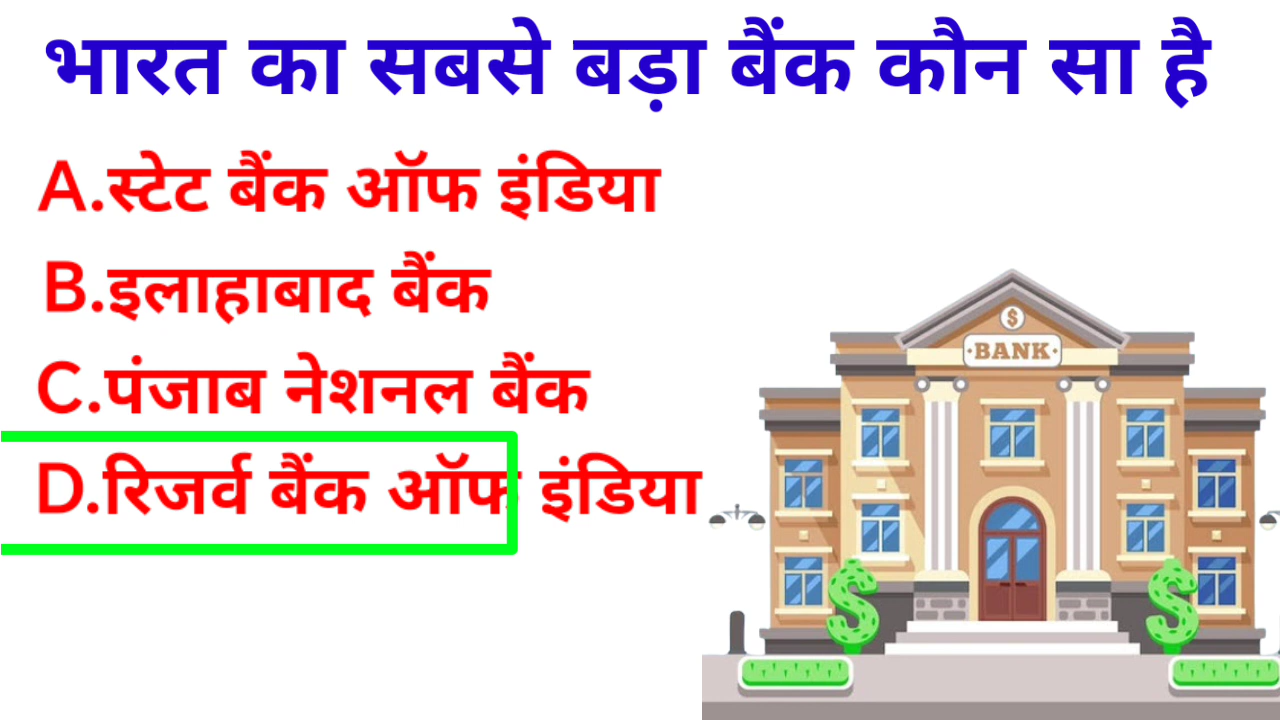 भारत का सबसे बड़ा बैंक कौन सा है
A.स्टेट बैंक ऑफ इंडिया
B.इलाहाबाद बैंक
C.पंजाब नेशनल बैंक
D.रिजर्व बैंक ऑफ इंडिया
$
BANK